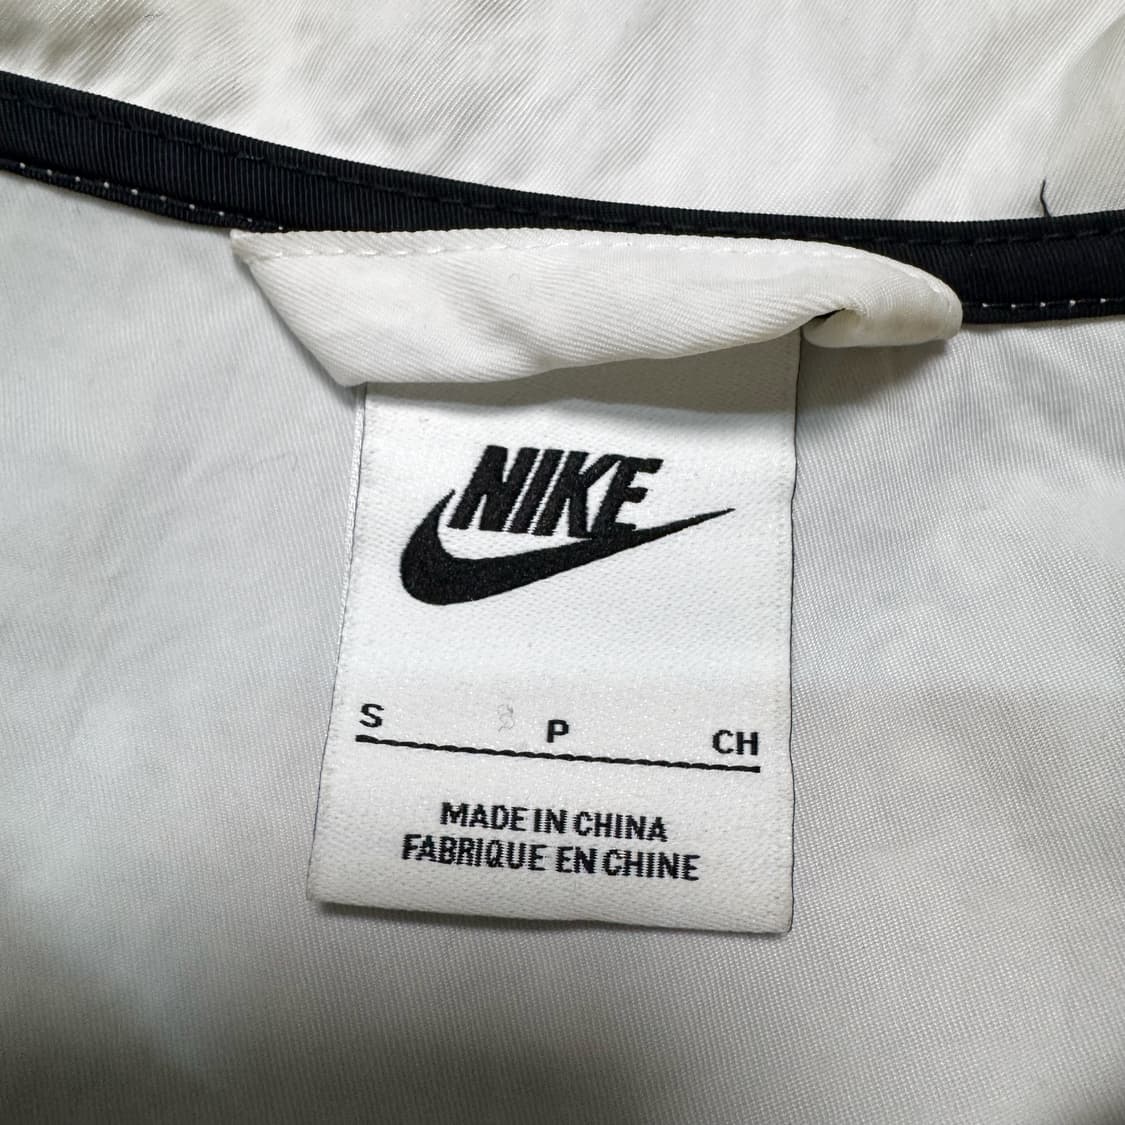 NIKE
S P CH
MADE IN CHINA
FABRIQUE EN CHINE